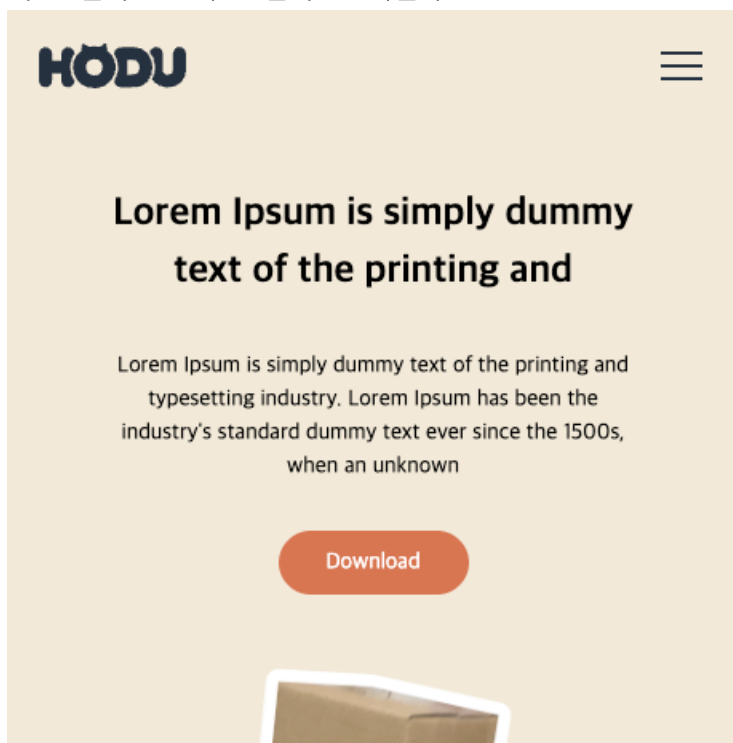 HODU
Lorem Ipsum is simply dummy
text of the printing and
Lorem Ipsum is simply dummy text of the printing and
typesetting industry. Lorem Ipsum has been the
industry's standard dummy text ever since the 1500s,
when an unknown
Download